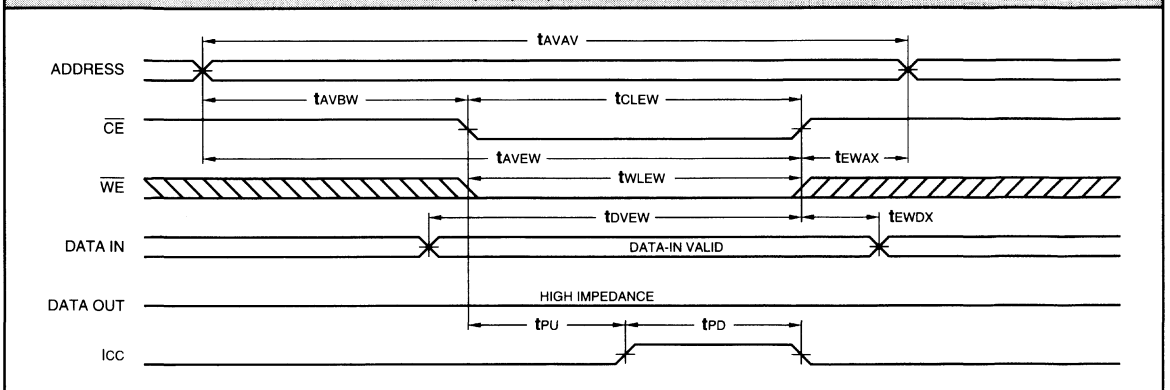 tAVAV
ADDRESS
tAVBW
tCLEW
CE
tAVEW
tEWAX
WE
tWLEW
tDVEW
tEWDX
DATA IN
DATA-IN VALID
DATA OUT
HIGH IMPEDANCE
tPU
tPD
ICC